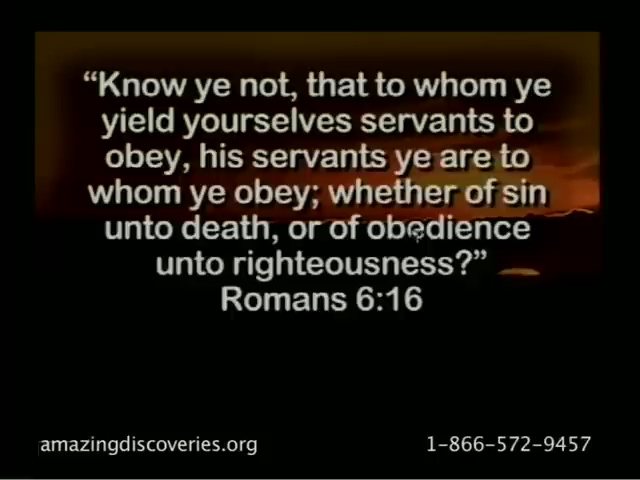 “Know ye not, that to whom ye
yield yourselves servants to
obey, his servants ye are to
whom ye obey; whether of sin
unto death, or of obedience
unto righteousness?”
Romans 6:16
amazingdiscoveries.org
1-866-572-9457